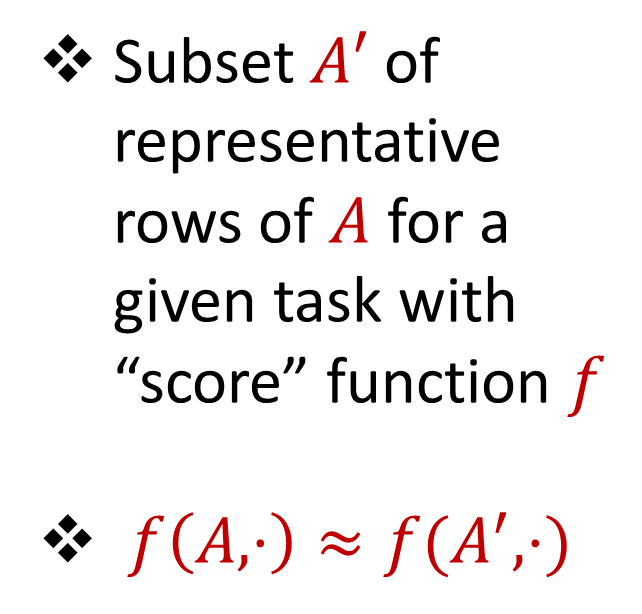 ❖ Subset A′ of
representative
rows of A for a
given task with
“score” function f
❖ f(A,·) ≈ f(A′,·)